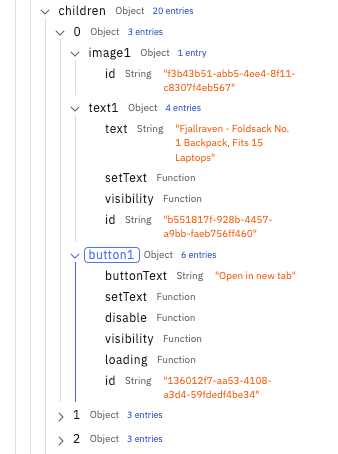 children Object 20 entries
0 Object 3 entries
image1 Object 1 entry
id String "f3b43b51-abb5-4ee4-8f11-
c8307f4eb567"
text1 Object 4 entries
text String "Fjallraven - Foldsack No.
1 Backpack, Fits 15
Laptops"
setText Function
visibility Function
id String "b551817f-928b-4457-
a9bb-faeb756ff460"
button1 Object 6 entries
buttonText String "Open in new tab"
setText Function
disable Function
visibility Function
loading Function
id String "136012f7-aa53-4108-
a3d4-59fdedf4be34"
1 Object 3 entries
2 Object 3 entries